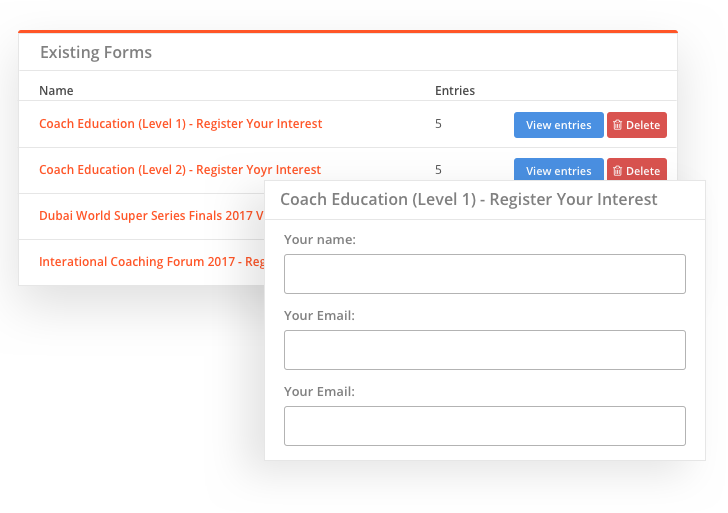 Existing Forms
Name Entries
Coach Education (Level 1) - Register Your Interest 5 View entries Delete
Coach Education (Level 2) - Register Yoyr Interest 5 View entries Delete
Dubai World Super Series Finals 2017 V
Interational Coaching Forum 2017 - Reg
Coach Education (Level 1) - Register Your Interest
Your name:
Your Email:
Your Email: